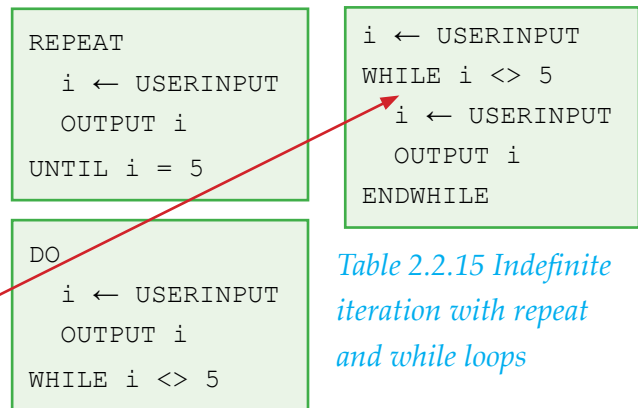 REPEAT
i ← USERINPUT
OUTPUT i
UNTIL i = 5
DO
i ← USERINPUT
OUTPUT i
WHILE i <> 5
i ← USERINPUT
WHILE i <> 5
i ← USERINPUT
OUTPUT i
ENDWHILE
Table 2.2.15 Indefinite
iteration with repeat
and while loops